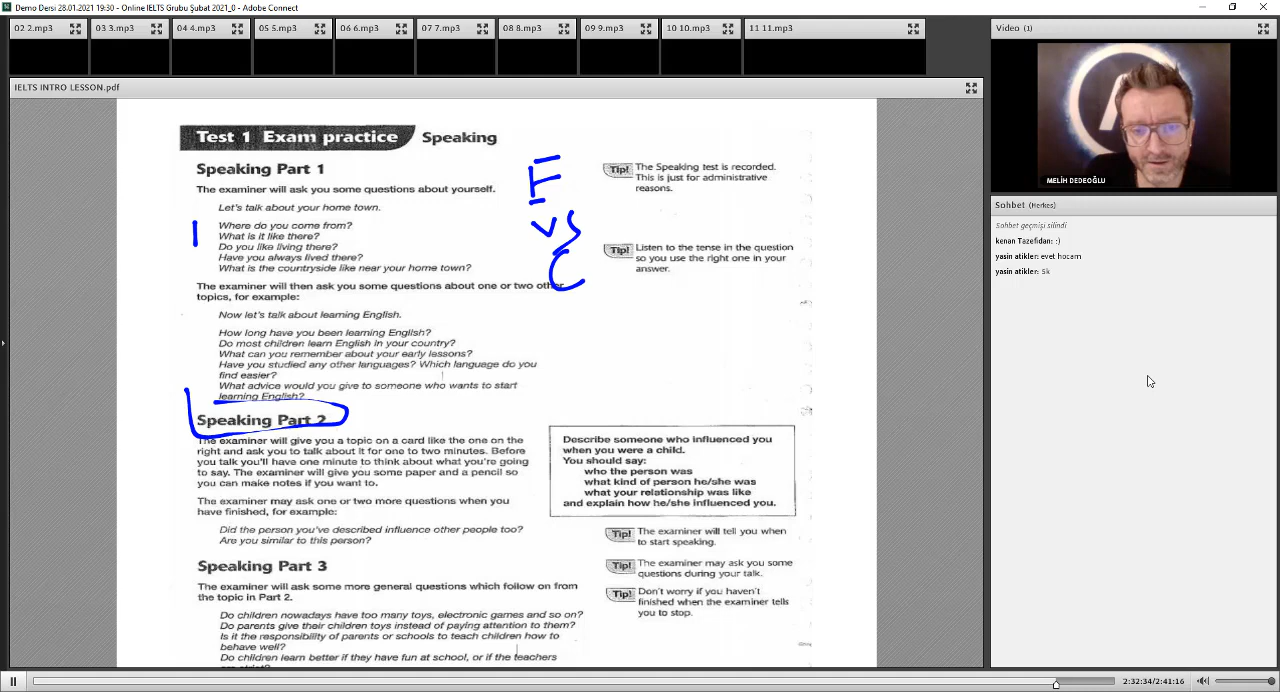 Demo Dersi 28.01.2021 19:30 - Online IELTS Grubu Şubat 2021_0 - Adobe Connect
02 2.mp3
03 3.mp3
04 4.mp3
05 5.mp3
06 6.mp3
07 7.mp3
08 8.mp3
09 9.mp3
10 10.mp3
11 11.mp3
IELTS INTRO LESSON.pdf
Test 1 Exam practice Speaking
Speaking Part 1
The examiner will ask you some questions about yourself.
Let's talk about your home town.
Where do you come from?
What is it like there?
Do you like living there?
Have you always lived there?
What is the countryside like near your home town?
The examiner will then ask you some questions about one or two other
topics, for example:
Now let's talk about learning English.
How long have you been learning English?
Do most children learn English in your country?
What can you remember about your early lessons?
Have you studied any other languages? Which language do you
find easier?
What advice would you give to someone who wants to start
learning English?
1
F
vs
C
Tip! The Speaking test is recorded.
This is just for administrative
reasons.
Tip! Listen to the tense in the question
so you use the right one in your
answer.
Speaking Part 2
The examiner will give you a topic on a card like the one on the
right and ask you to talk about it for one to two minutes. Before
you talk you'll have one minute to think about what you're going
to say. The examiner will give you some paper and a pencil so
you can make notes if you want to.
The examiner may ask one or two more questions when you
have finished, for example:
Did the person you've described influence other people too?
Are you similar to this person?
Describe someone who influenced you
when you were a child.
You should say:
who the person was
what kind of person he/she was
what your relationship was like
and explain how he/she influenced you.
Tip! The examiner will tell you when
to start speaking.
Tip! The examiner may ask you some
questions during your talk.
Tip! Don't worry if you haven't
finished when the examiner tells
you to stop.
Speaking Part 3
The examiner will ask some more general questions which follow on from
the topic in Part 2.
Do children nowadays have too many toys, electronic games and so on?
Do parents give their children toys instead of paying attention to them?
Is it the responsibility of parents or schools to teach children how to
behave well?
Do children learn better if they have fun at school, or if the teachers
Video (1)
MELİH DEDEOĞLU
Sohbet (Herkes)
Sohbet geçmişi silindi
kenan Tazefidan: :)
yasin atikler: evet hocam
yasin atikler: 5k
2:32:34/2:41:16